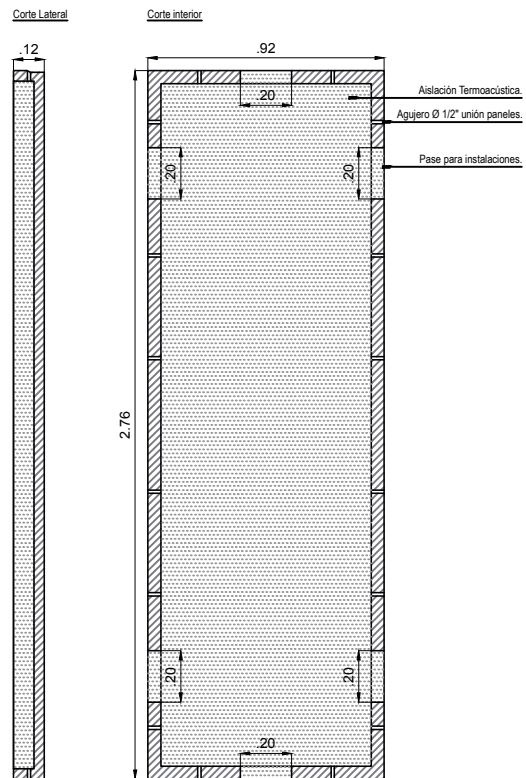 Corte Lateral
Corte interior
.12
.92
.20
Aislación Termoacústica.
Agujero Ø 1/2" unión paneles.
Pase para instalaciones.
.20
.20
2.76
.20
.20
.20